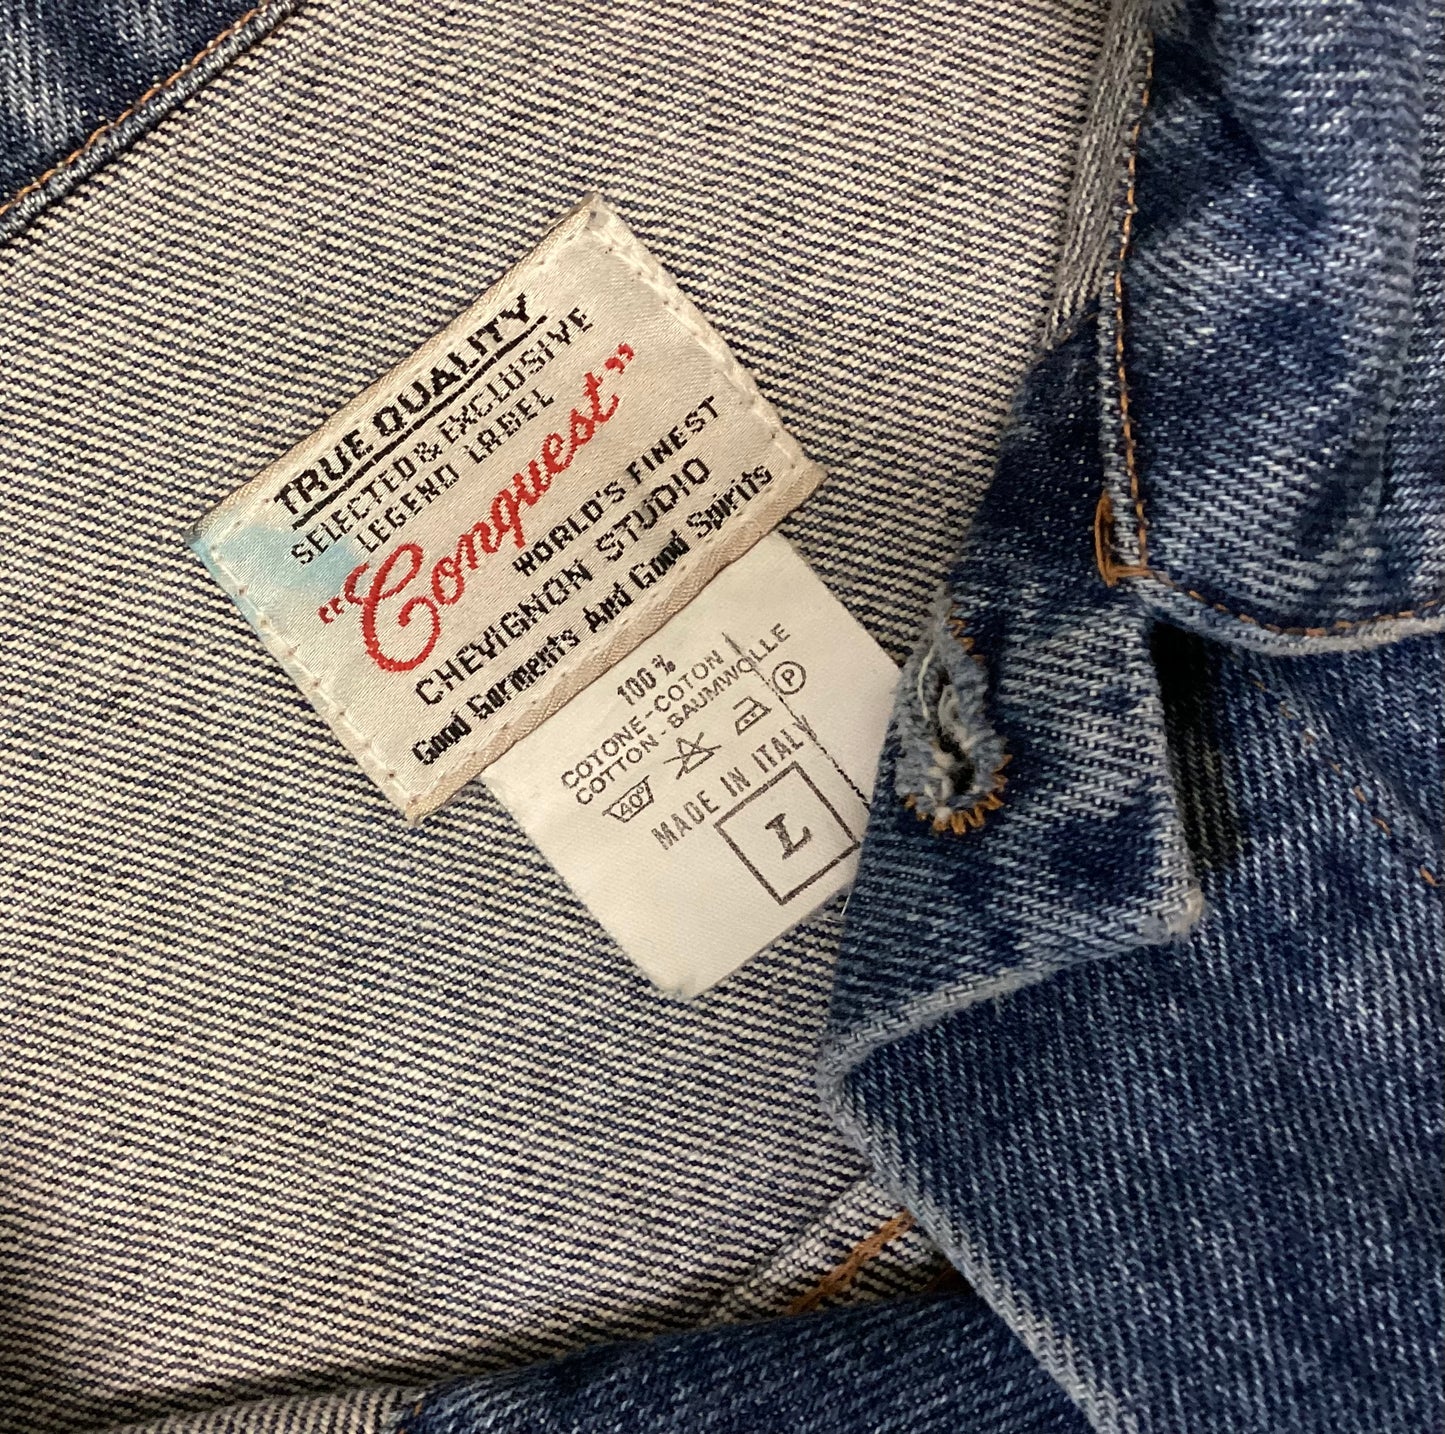 TRUE QUALITY
SELECTED & EXCLUSIVE
LEGEND LABEL
"Conquest"
WORLD'S FINEST
CHEVIGNON STUDIO
Good Garments And Good Spirits
100%
COTONE - COTON
COTTON - BAUMWOLLE
40° P
MADE IN ITALY
L